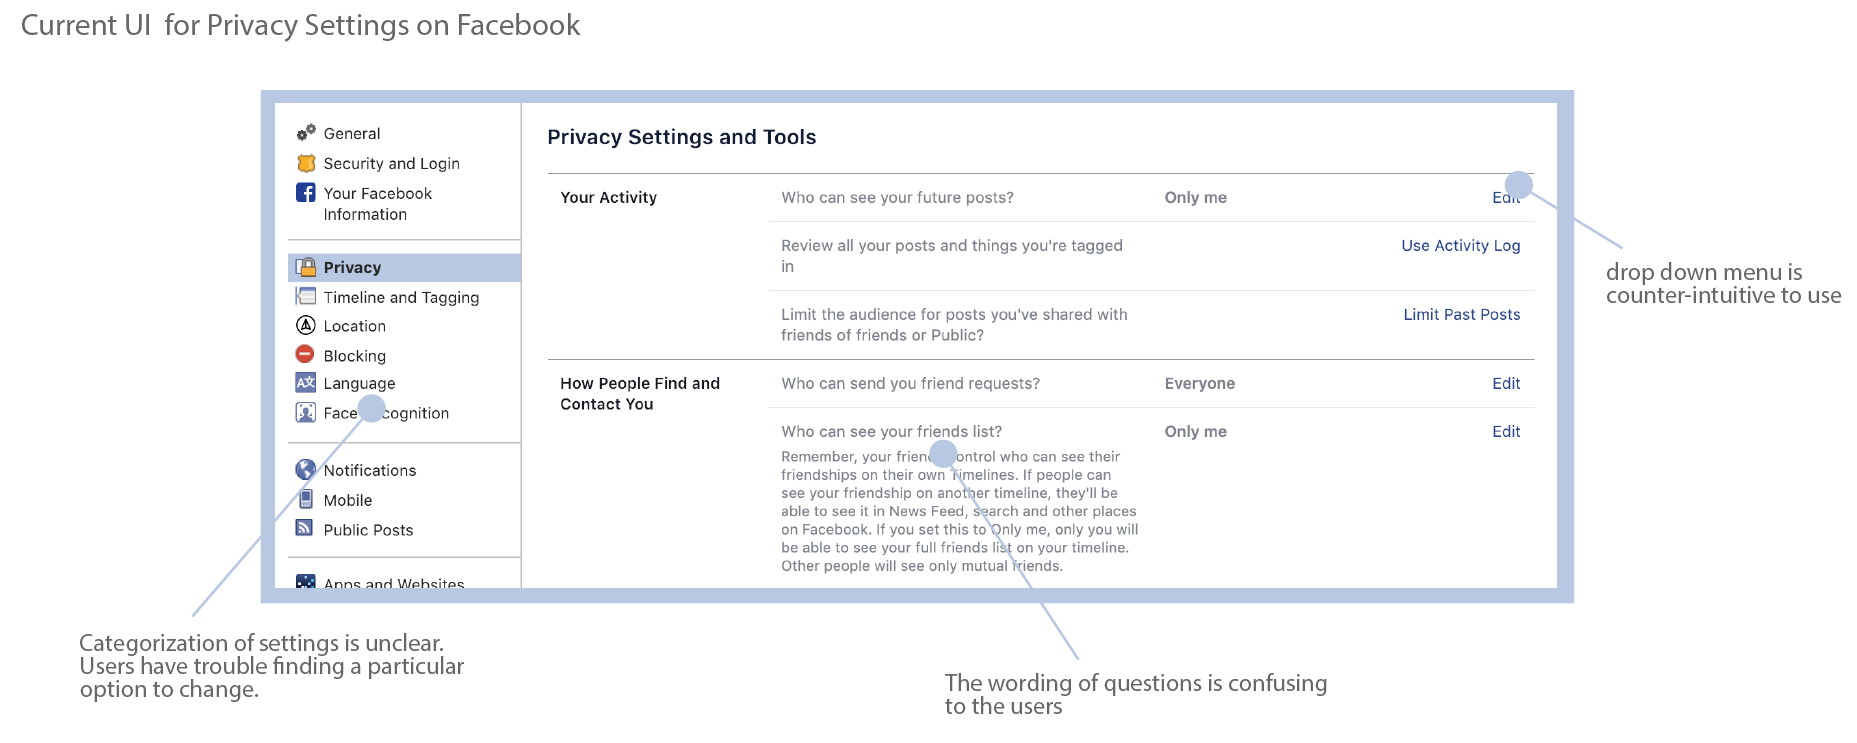 Current UI for Privacy Settings on Facebook
General
Security and Login
Your Facebook
Information
Privacy
Timeline and Tagging
Location
Blocking
Language
Face cognition
Notifications
Mobile
Public Posts
Apps and Websites
Privacy Settings and Tools
Your Activity
Who can see your future posts?
Only me
Edit
Review all your posts and things you're tagged
in
Use Activity Log
Limit the audience for posts you've shared with
friends of friends or Public?
Limit Past Posts
How People Find and
Contact You
Who can send you friend requests?
Everyone
Edit
Who can see your friends list?
Only me
Edit
Remember, your friend control who can see their
friendships on their own Timelines. If people can
see your friendship on another timeline, they'll be
able to see it in News Feed, search and other places
on Facebook. If you set this to Only me, only you will
be able to see your full friends list on your timeline.
Other people will see only mutual friends.
drop down menu is
counter-intuitive to use
Categorization of settings is unclear.
Users have trouble finding a particular
option to change.
The wording of questions is confusing
to the users